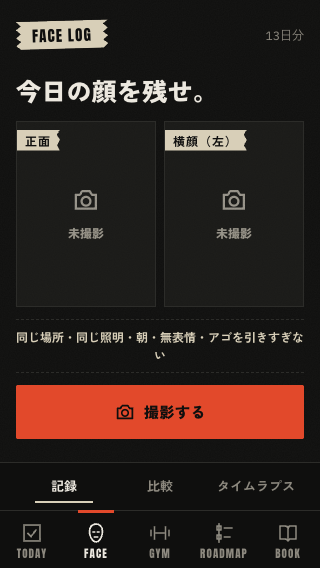 FACE LOG
13日分
今日の顔を残せ。
正面
横顔（左）
未撮影
未撮影
同じ場所・同じ照明・朝・無表情・アゴを引きすぎな
い
撮影する
記録
比較
タイムラプス
TODAY
FACE
GYM
ROADMAP
BOOK